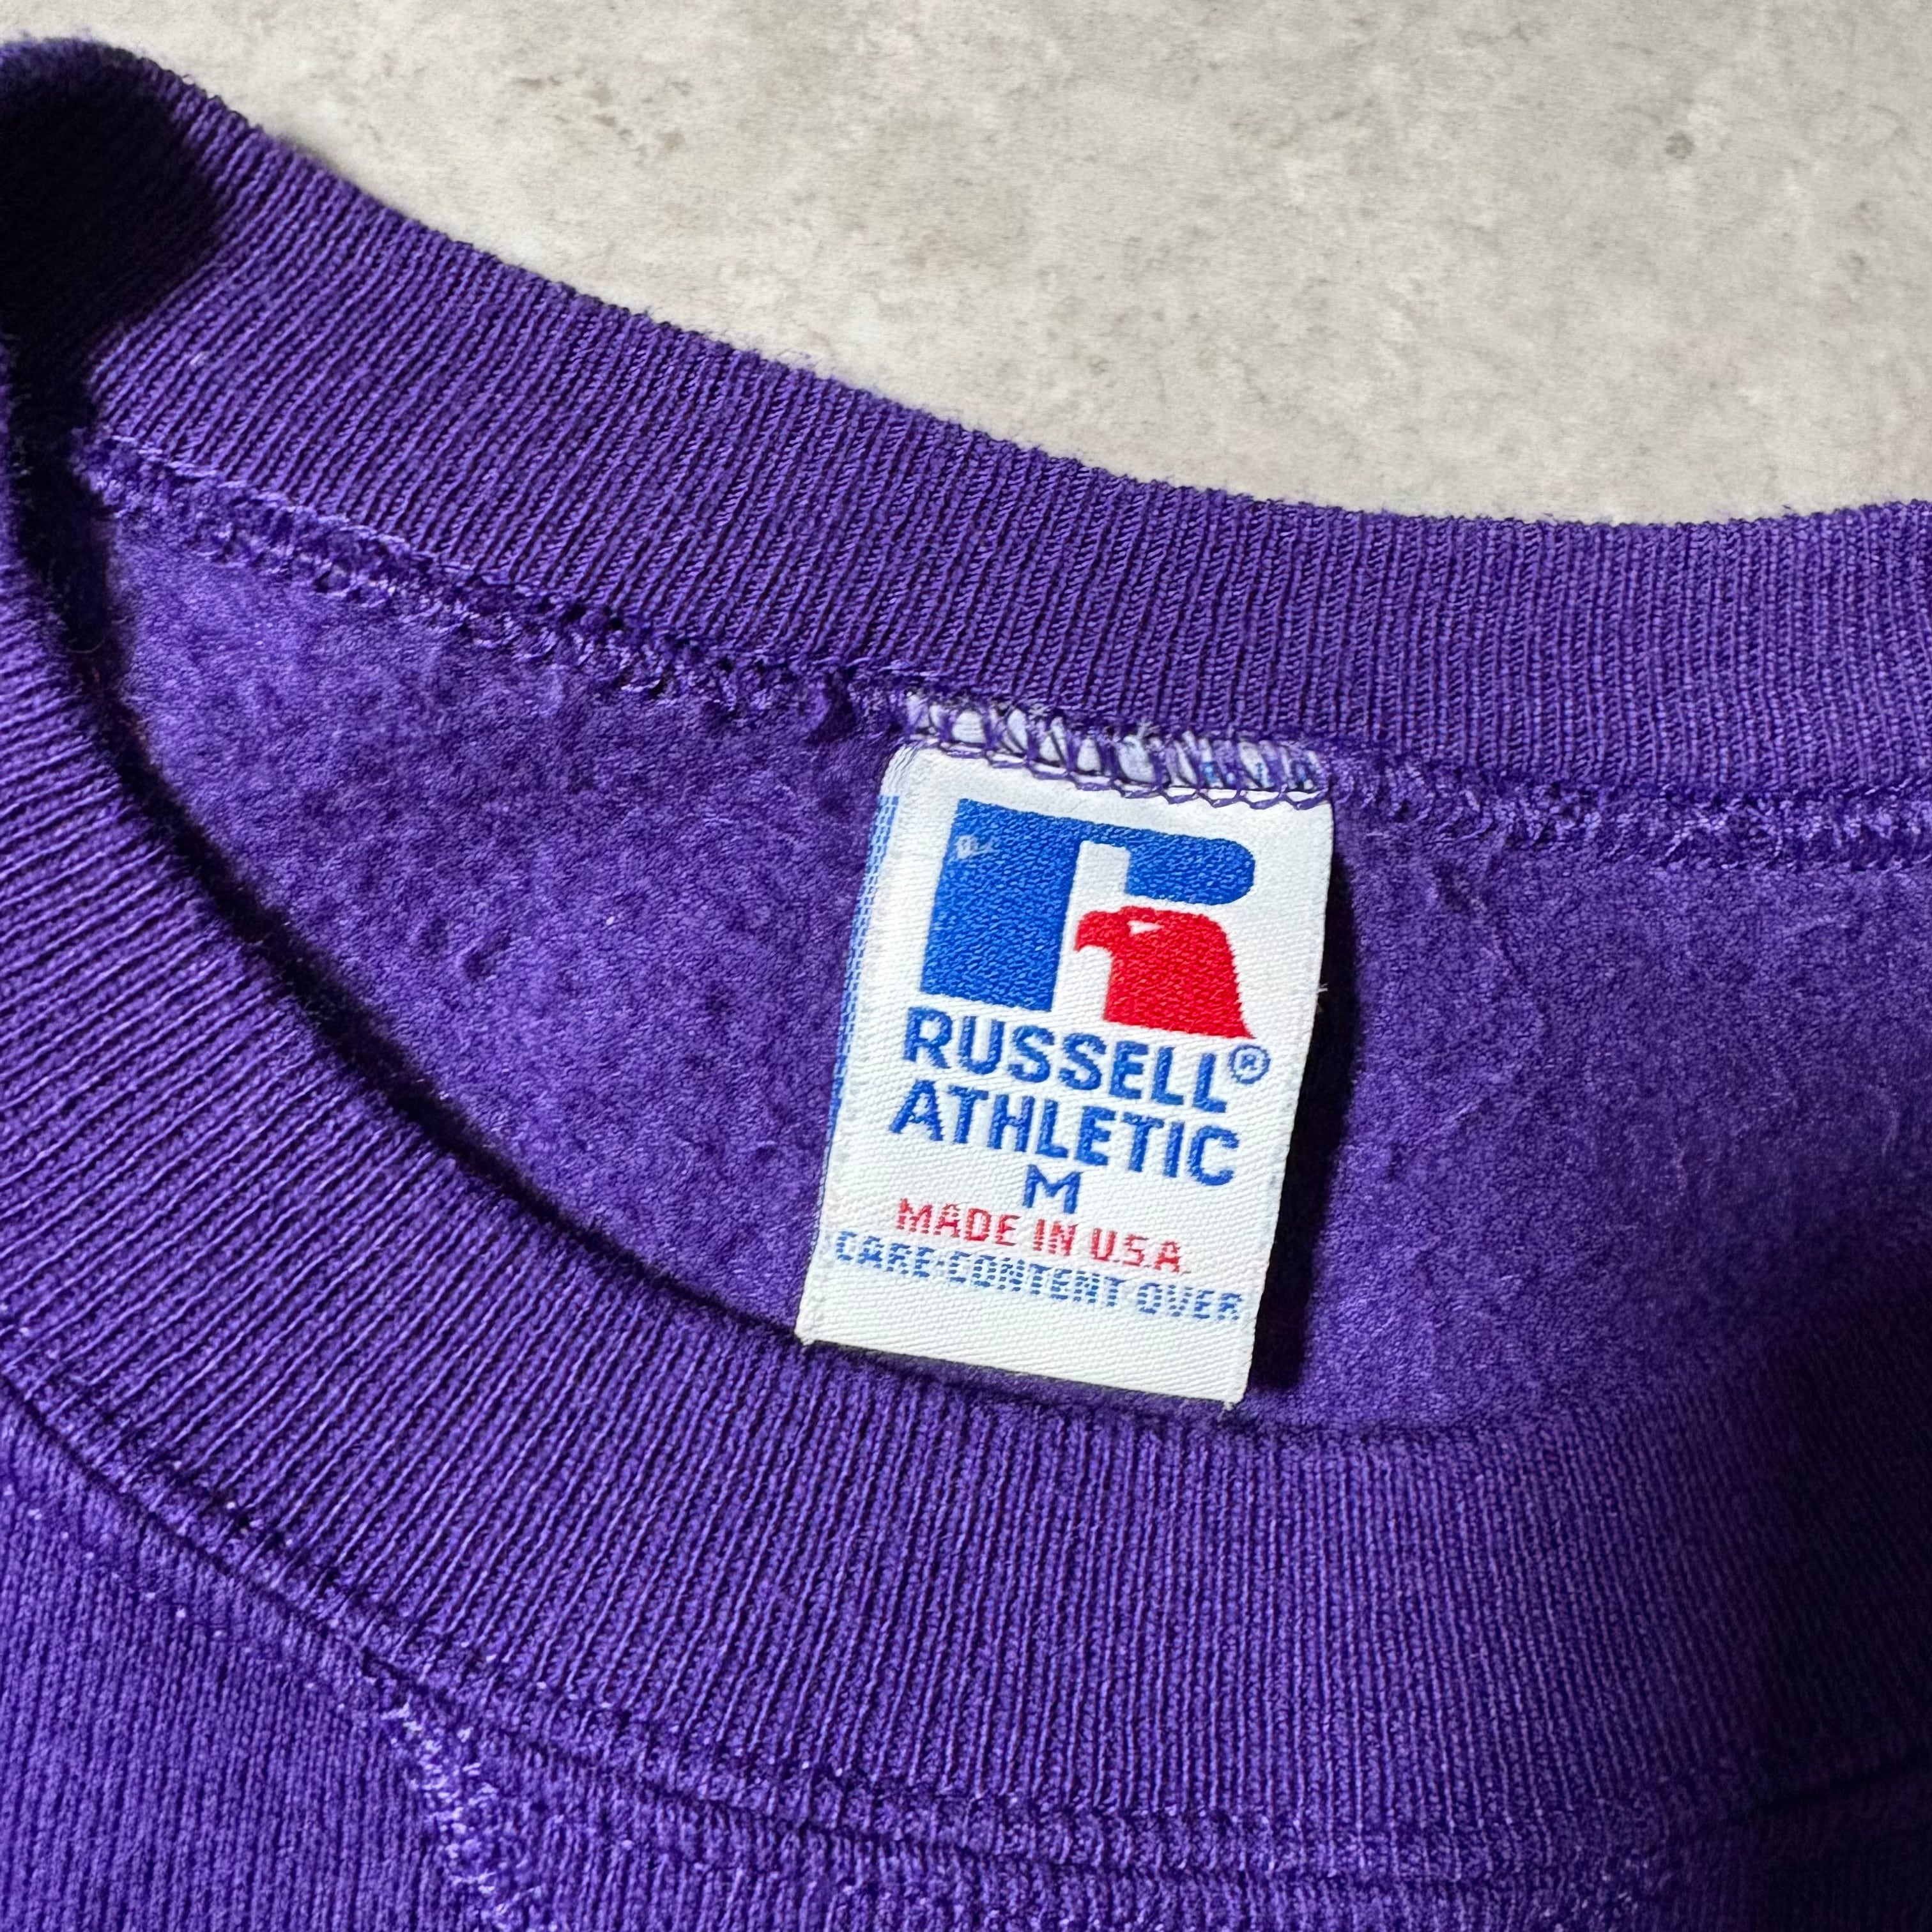 RUSSELL®
ATHLETIC
M
MADE IN U.S.A.
CARE·CONTENT OVER